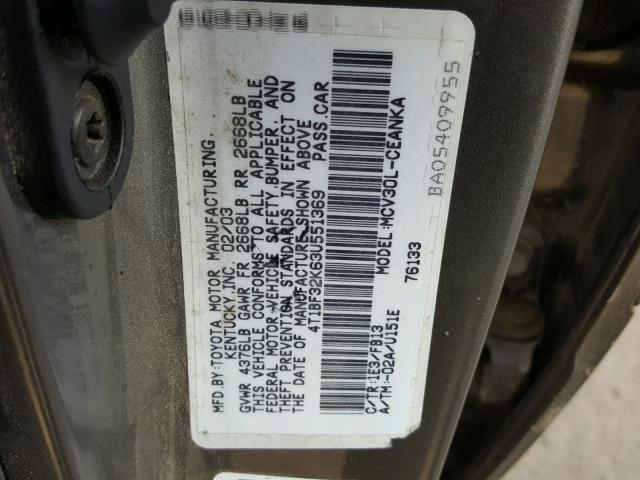 MFD. BY: TOYOTA MOTOR MANUFACTURING
KENTUCKY, INC. 02/03
GVWR 4376LB GAWR FR 2668LB RR 2668LB
THIS VEHICLE CONFORMS TO ALL APPLICABLE
FEDERAL MOTOR VEHICLE SAFETY, BUMPER, AND
THEFT PREVENTION STANDARDS IN EFFECT ON
THE DATE OF MANUFACTURE SHOWN ABOVE
4T1BF32K63U551369 PASS.CAR
MODEL:MCV30L-CEANKA
C/TR:1E3/FB13 76133
A/TM:-02A/U151E
BA05409955